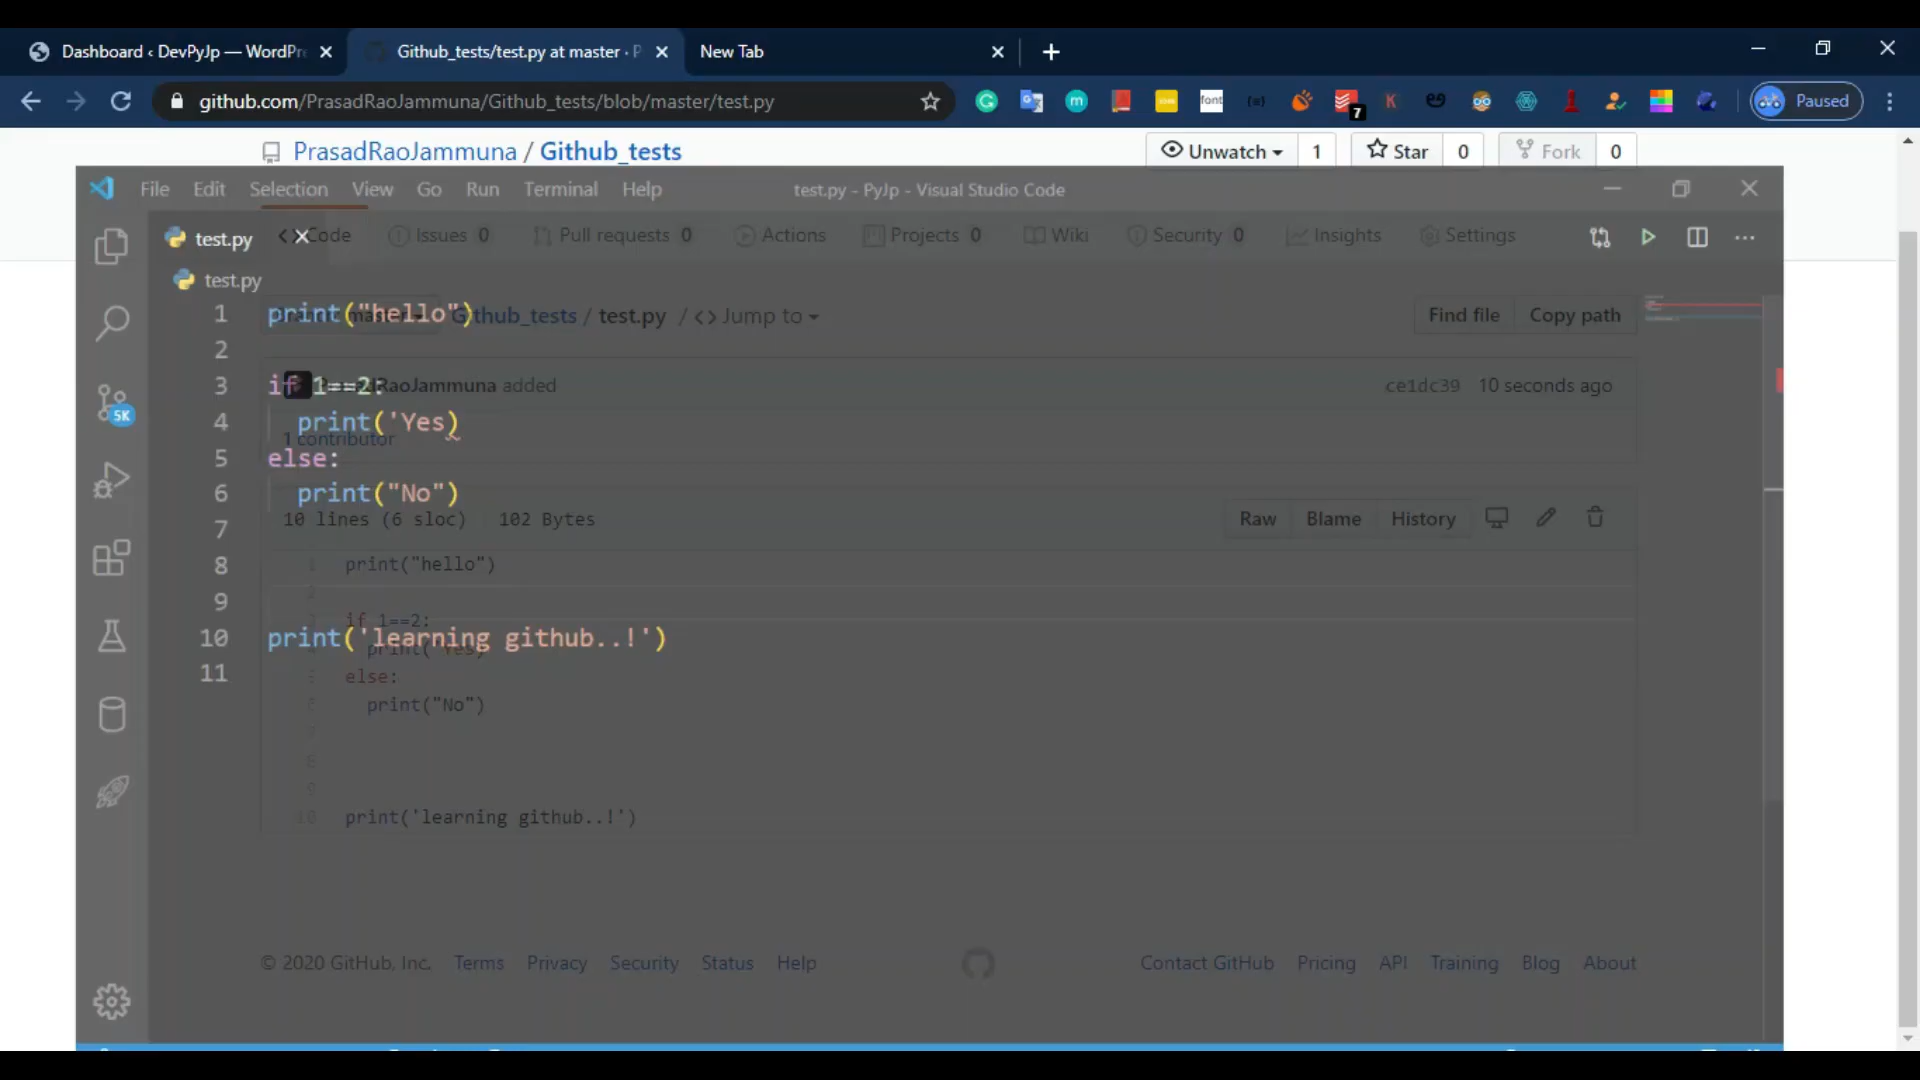 Dashboard ‹ DevPyJp — WordPr
Github_tests/test.py at master · P
New Tab
github.com/PrasadRaoJammuna/Github_tests/blob/master/test.py
font
7
K
Paused
PrasadRaoJammuna / Github_tests
Unwatch 1
Star 0
Fork 0
File Edit Selection View Go Run Terminal Help
test.py - PyJp - Visual Studio Code
test.py
<> Code
Issues 0
Pull requests 0
Actions
Projects 0
Wiki
Security 0
Insights
Settings
test.py
1 print("hello")
2
3 if 1==2:
4 print('Yes)
5 else:
6 print("No")
7
8
9
10 print('learning github..!')
11
5K
Github_tests / test.py / <> Jump to
Find file
Copy path
PrasadRaoJammuna added
ce1dc39 10 seconds ago
1 contributor
10 lines (6 sloc) 102 Bytes
Raw Blame History
print("hello")
if 1==2:
else:
print("No")
8
9
10 print('learning github..!')
© 2020 GitHub, Inc. Terms Privacy Security Status Help
Contact GitHub Pricing API Training Blog About